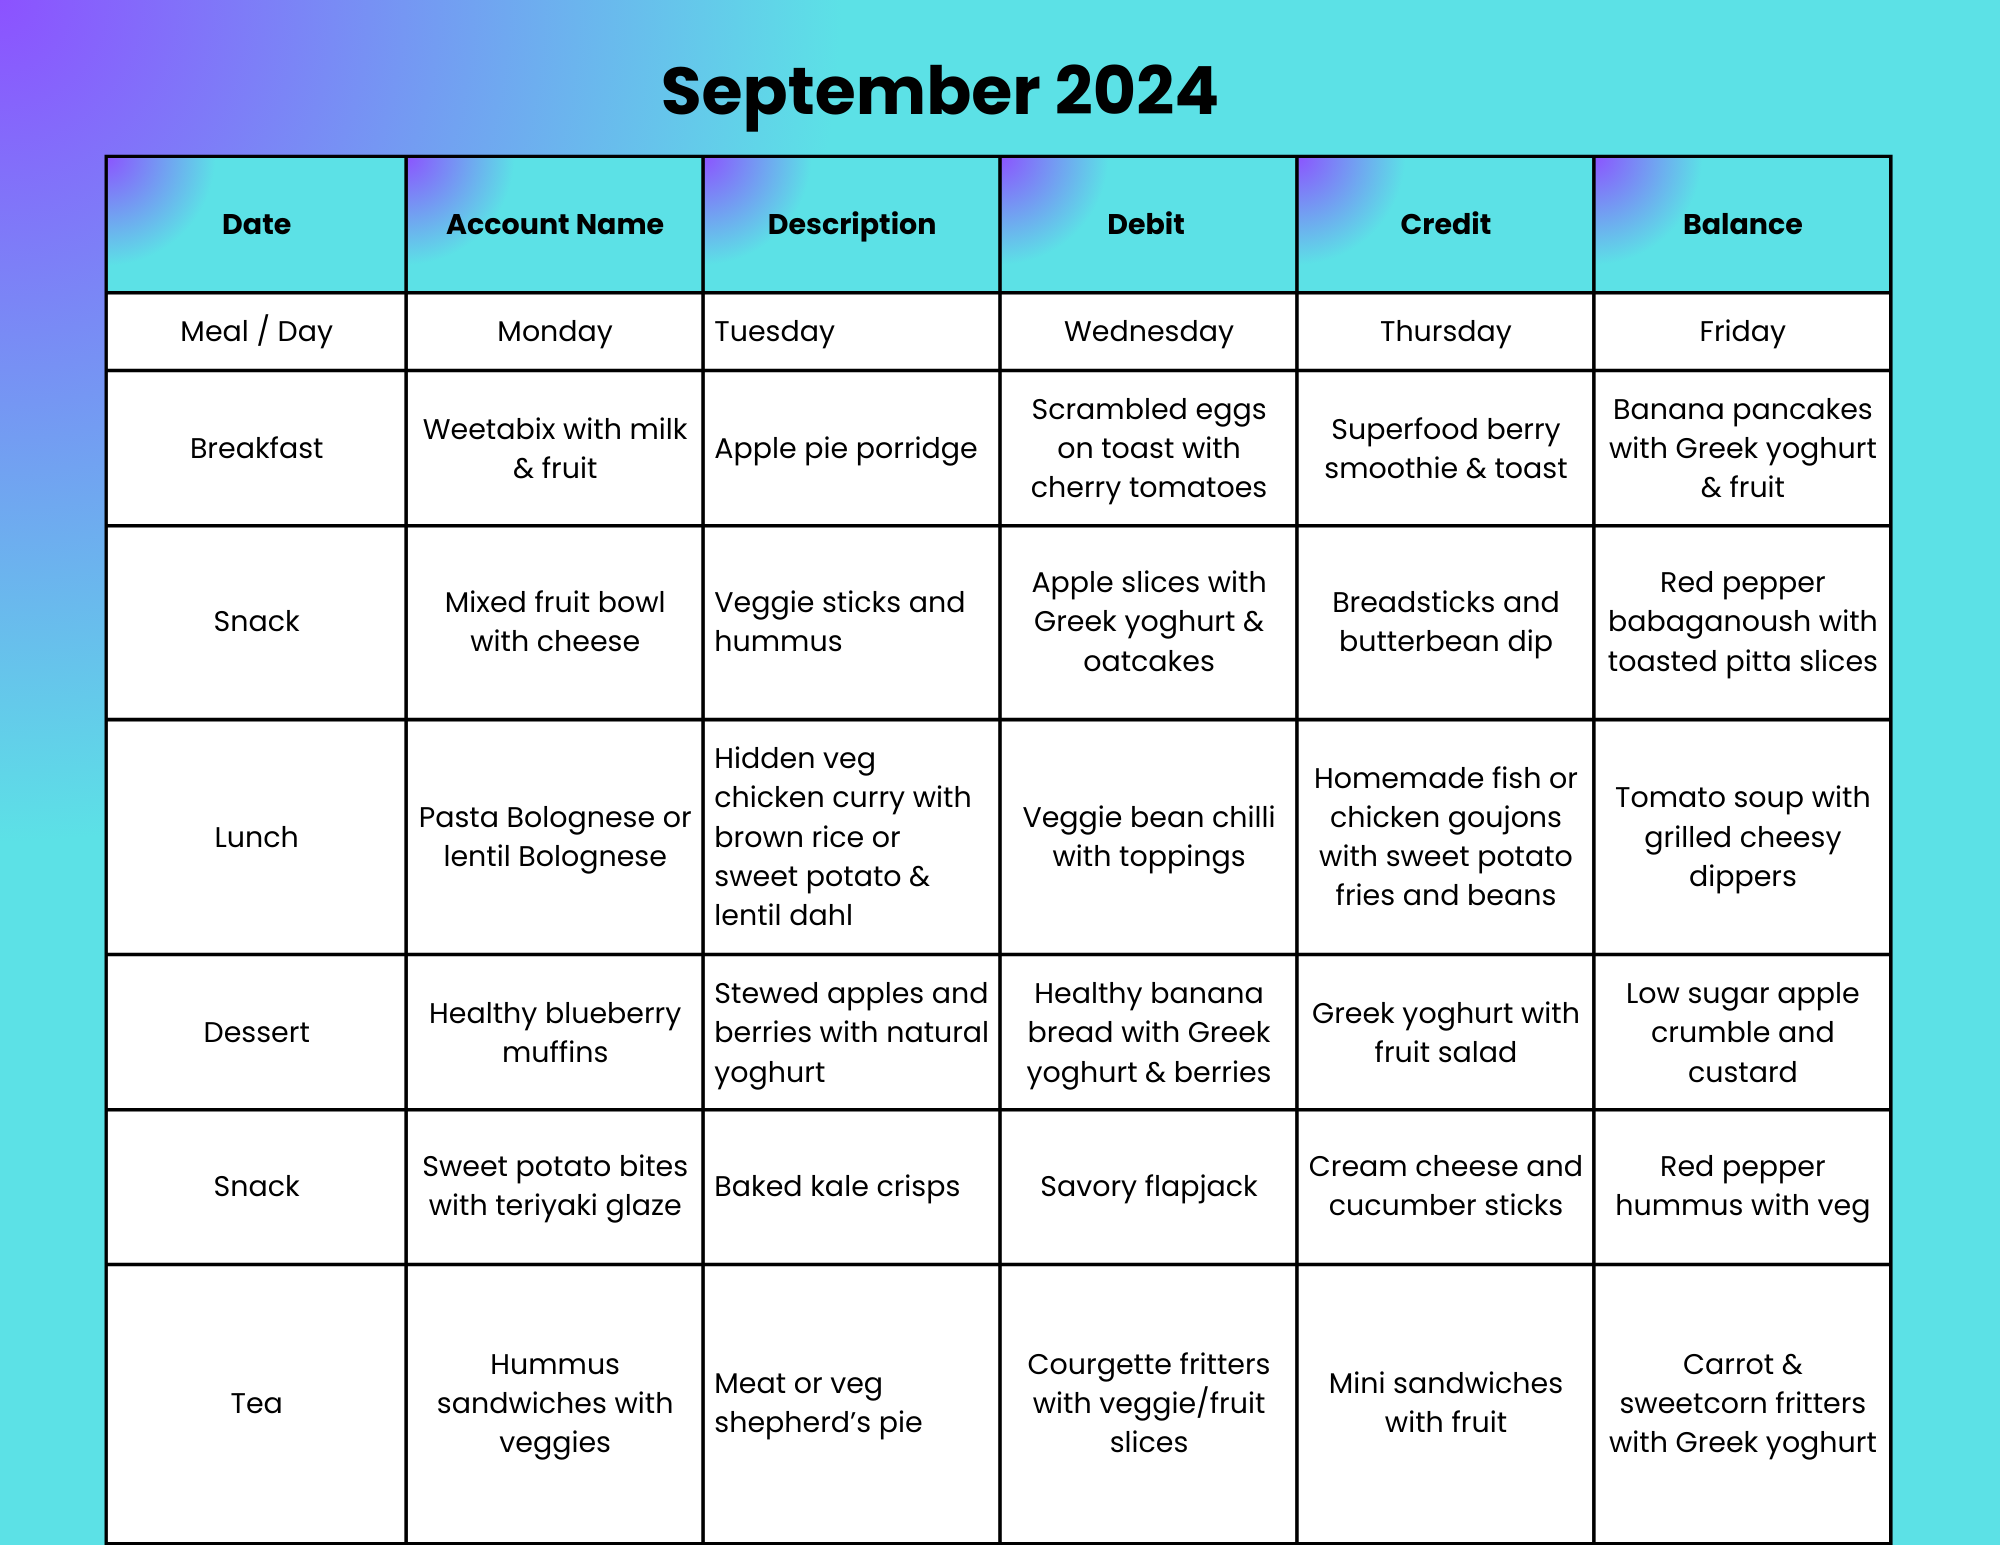 September 2024
Date Account Name Description Debit Credit Balance
Meal / Day Monday Tuesday Wednesday Thursday Friday
Breakfast
Weetabix with milk
& fruit
Apple pie porridge
Scrambled eggs
on toast with
cherry tomatoes
Superfood berry
smoothie & toast
Banana pancakes
with Greek yoghurt
& fruit
Snack
Mixed fruit bowl
with cheese
Veggie sticks and
hummus
Apple slices with
Greek yoghurt &
oatcakes
Breadsticks and
butterbean dip
Red pepper
babaganoush with
toasted pitta slices
Lunch
Pasta Bolognese or
lentil Bolognese
Hidden veg
chicken curry with
brown rice or
sweet potato &
lentil dahl
Veggie bean chilli
with toppings
Homemade fish or
chicken goujons
with sweet potato
fries and beans
Tomato soup with
grilled cheesy
dippers
Dessert
Healthy blueberry
muffins
Stewed apples and
berries with natural
yoghurt
Healthy banana
bread with Greek
yoghurt & berries
Greek yoghurt with
fruit salad
Low sugar apple
crumble and
custard
Snack
Sweet potato bites
with teriyaki glaze
Baked kale crisps
Savory flapjack
Cream cheese and
cucumber sticks
Red pepper
hummus with veg
Tea
Hummus
sandwiches with
veggies
Meat or veg
shepherd’s pie
Courgette fritters
with veggie/fruit
slices
Mini sandwiches
with fruit
Carrot &
sweetcorn fritters
with Greek yoghurt